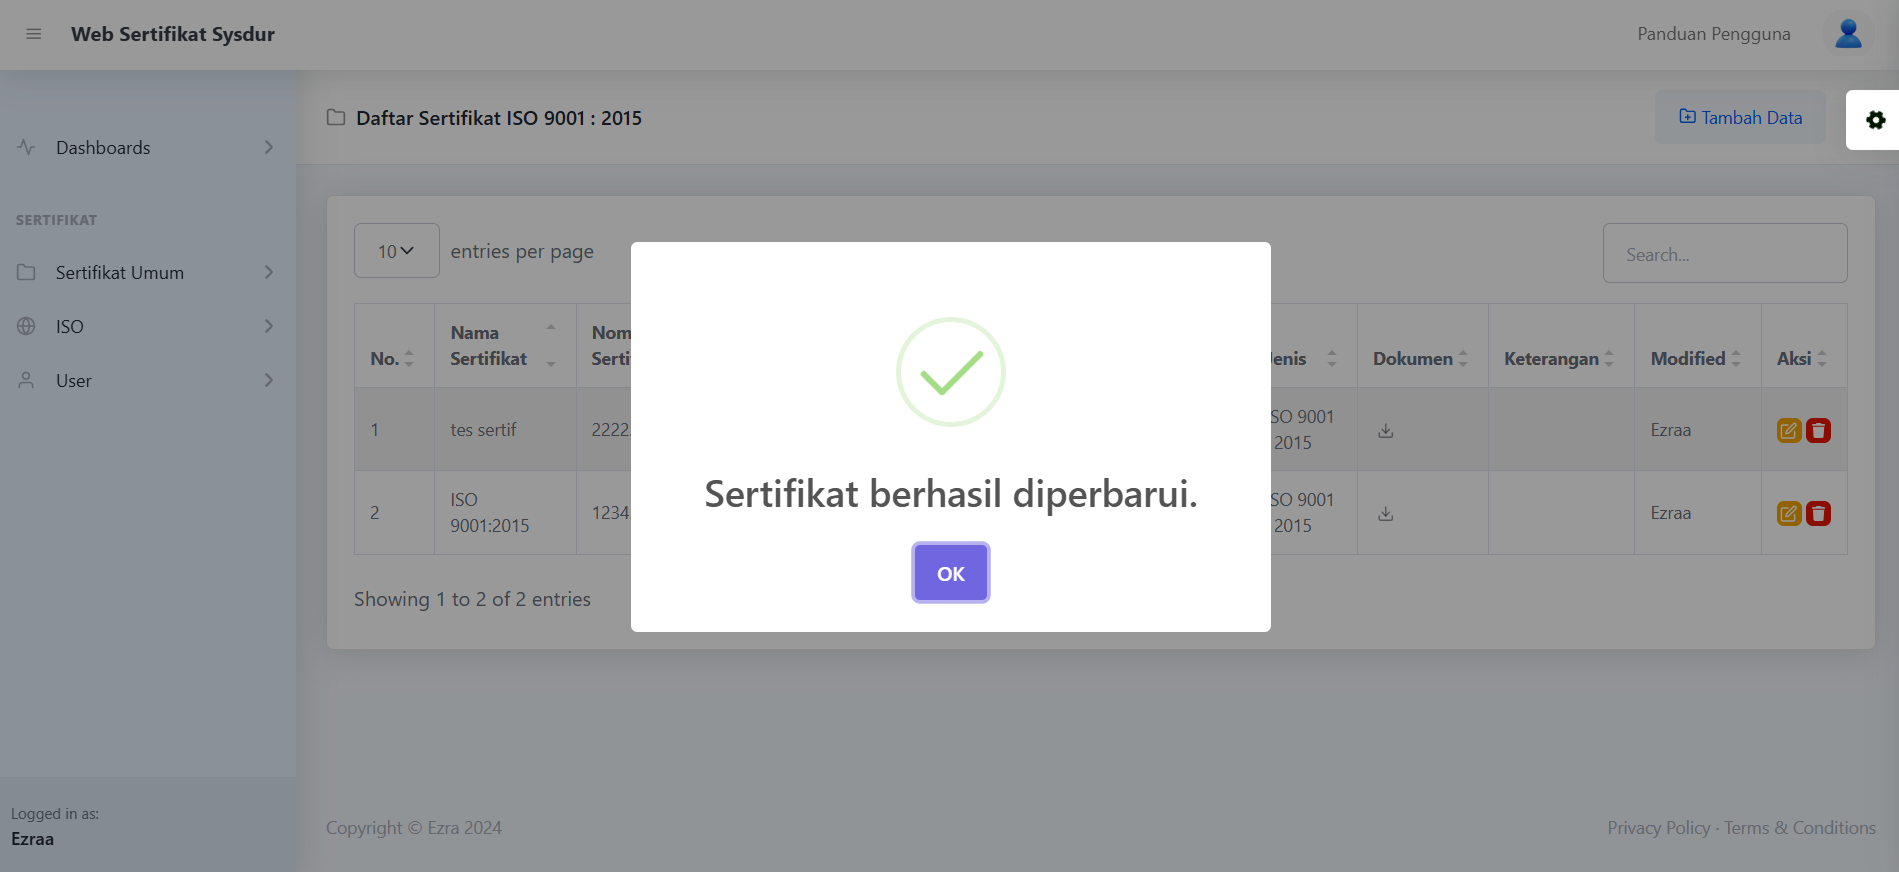 Web Sertifikat Sysdur
Panduan Pengguna
Dashboards
SERTIFIKAT
Sertifikat Umum
ISO
User
Logged in as:
Ezraa
Daftar Sertifikat ISO 9001 : 2015
Tambah Data
10
entries per page
Search...
No.
Nama
Sertifikat
Nom
Serti
Jenis
Dokumen
Keterangan
Modified
Aksi
1
tes sertif
2222
SO 9001
2015
Ezraa
2
ISO
9001:2015
1234
SO 9001
2015
Ezraa
Showing 1 to 2 of 2 entries
Sertifikat berhasil diperbarui.
OK
Copyright © Ezra 2024
Privacy Policy · Terms & Conditions